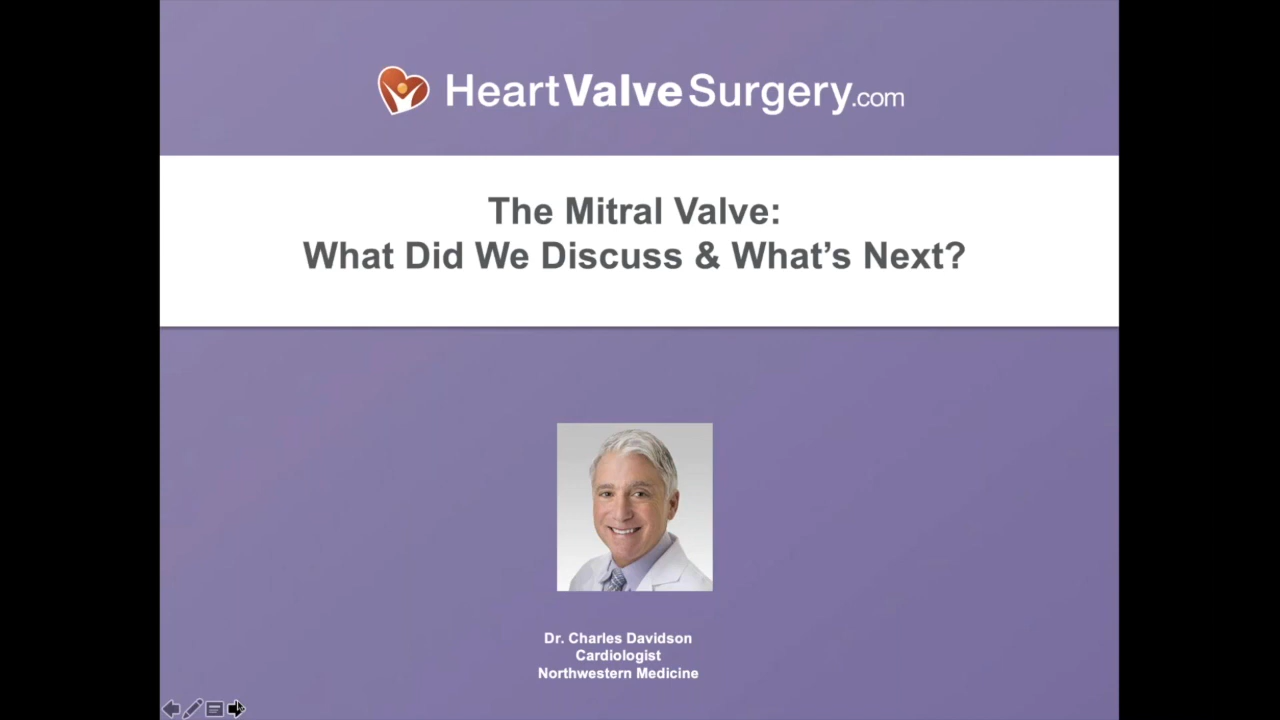 HeartValveSurgery.com
The Mitral Valve:
What Did We Discuss & What’s Next?
Dr. Charles Davidson
Cardiologist
Northwestern Medicine